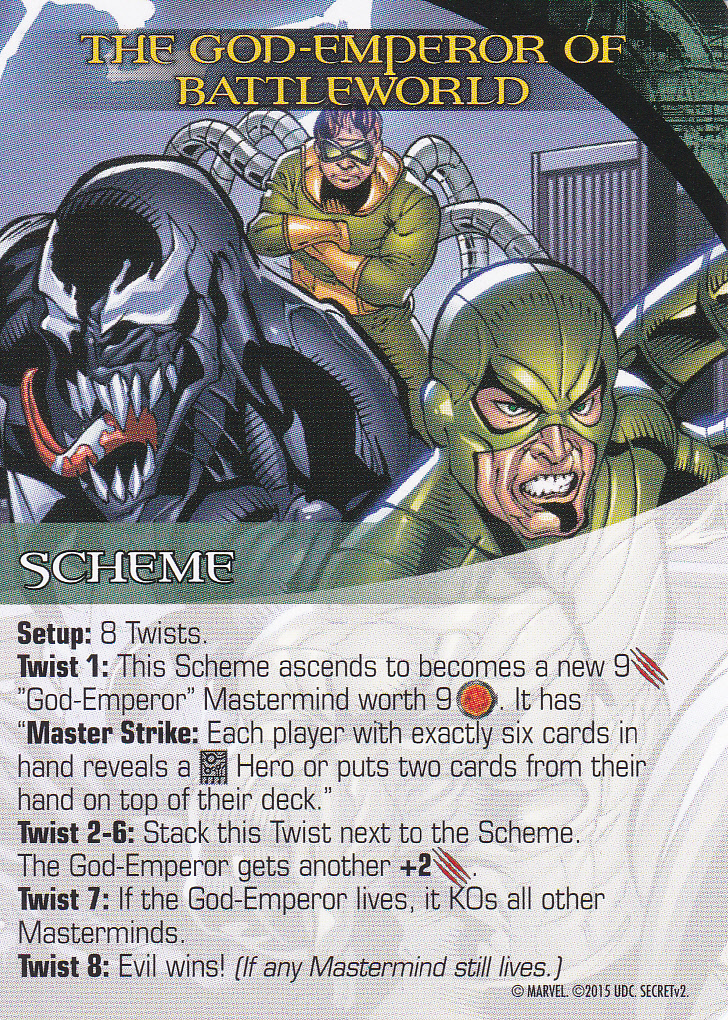 THE GOD-EMPEROR OF
BATTLEWORLD
SCHEME
Setup: 8 Twists.
Twist 1: This Scheme ascends to becomes a new 9
"God-Emperor" Mastermind worth 9 . It has
“Master Strike: Each player with exactly six cards in
hand reveals a Hero or puts two cards from their
hand on top of their deck.”
Twist 2-6: Stack this Twist next to the Scheme.
The God-Emperor gets another +2 .
Twist 7: If the God-Emperor lives, it KOs all other
Masterminds.
Twist 8: Evil wins! (If any Mastermind still lives.)
© MARVEL. ©2015 UDC. SECRETv2.